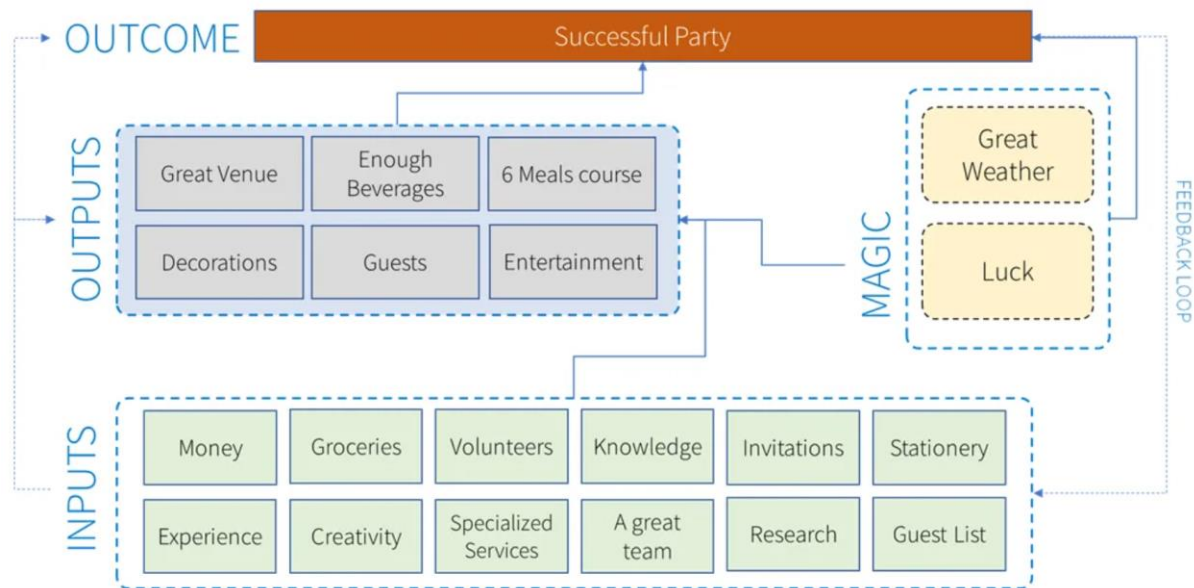 OUTCOME
Successful Party
OUTPUTS
Great Venue
Enough
Beverages
6 Meals course
Decorations
Guests
Entertainment
MAGIC
Great
Weather
Luck
FEEDBACK LOOP
INPUTS
Money
Groceries
Volunteers
Knowledge
Invitations
Stationery
Experience
Creativity
Specialized
Services
A great
team
Research
Guest List